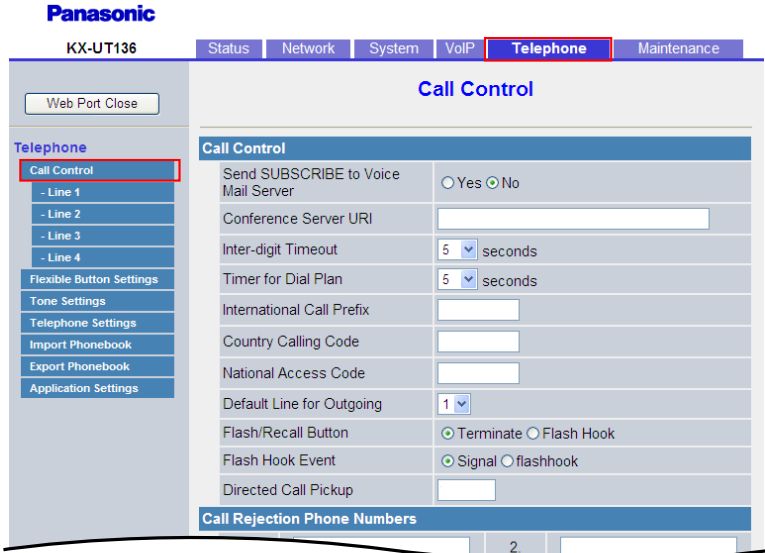 Panasonic
KX-UT136
Status Network System VoIP Telephone Maintenance
Web Port Close
Call Control
Telephone
Call Control
- Line 1
- Line 2
- Line 3
- Line 4
Flexible Button Settings
Tone Settings
Telephone Settings
Import Phonebook
Export Phonebook
Application Settings
Call Control
Send SUBSCRIBE to Voice
Mail Server
Yes No
Conference Server URI
Inter-digit Timeout 5 seconds
Timer for Dial Plan 5 seconds
International Call Prefix
Country Calling Code
National Access Code
Default Line for Outgoing 1
Flash/Recall Button Terminate Flash Hook
Flash Hook Event Signal flashhook
Directed Call Pickup
Call Rejection Phone Numbers
2.